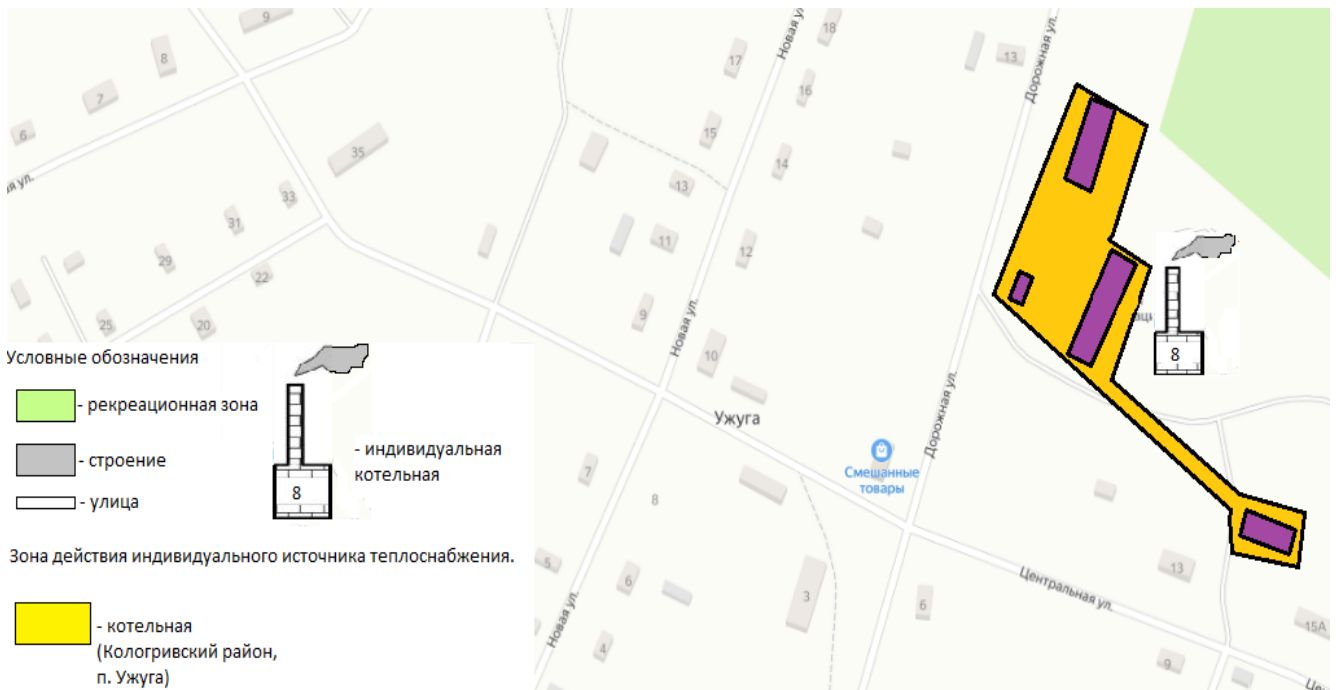 9
8
7
6
35
33
31
29
25
22
20
ая ул.
Новая ул.
18
17
16
15
14
13
12
11
9
10
Новая ул.
Дорожная ул.
13
8
Ужуга
Смешанные
товары
Дорожная ул.
7
8
5
6
4
3
6
Новая ул.
Центральная ул.
13
15А
9
Условные обозначения
- рекреационная зона
- строение
- улица
8
- индивидуальная
котельная
Зона действия индивидуального источника теплоснабжения.
- котельная
(Кологривский район,
п. Ужуга)